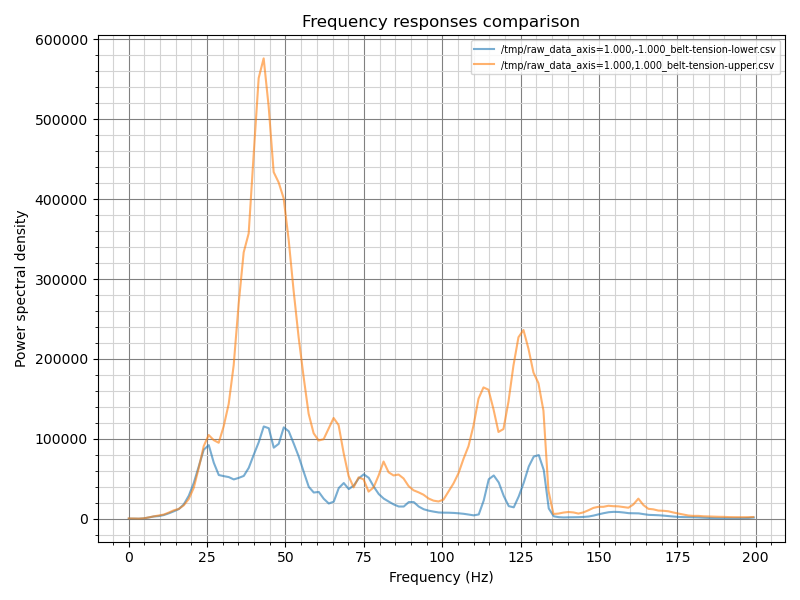 Frequency responses comparison
/tmp/raw_data_axis=1.000,-1.000_belt-tension-lower.csv
/tmp/raw_data_axis=1.000,1.000_belt-tension-upper.csv
Power spectral density
600000
500000
400000
300000
200000
100000
0
0 25 50 75 100 125 150 175 200
Frequency (Hz)